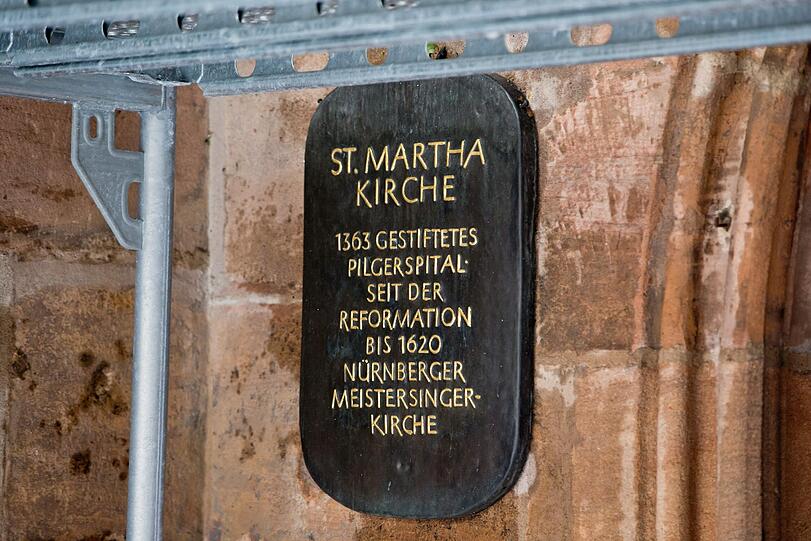 ST. MARTHA
KIRCHE
1363 GESTIFTETES
PILGERSPITAL·
SEIT DER
REFORMATION
BIS 1620
NÜRNBERGER
MEISTERSINGER-
KIRCHE